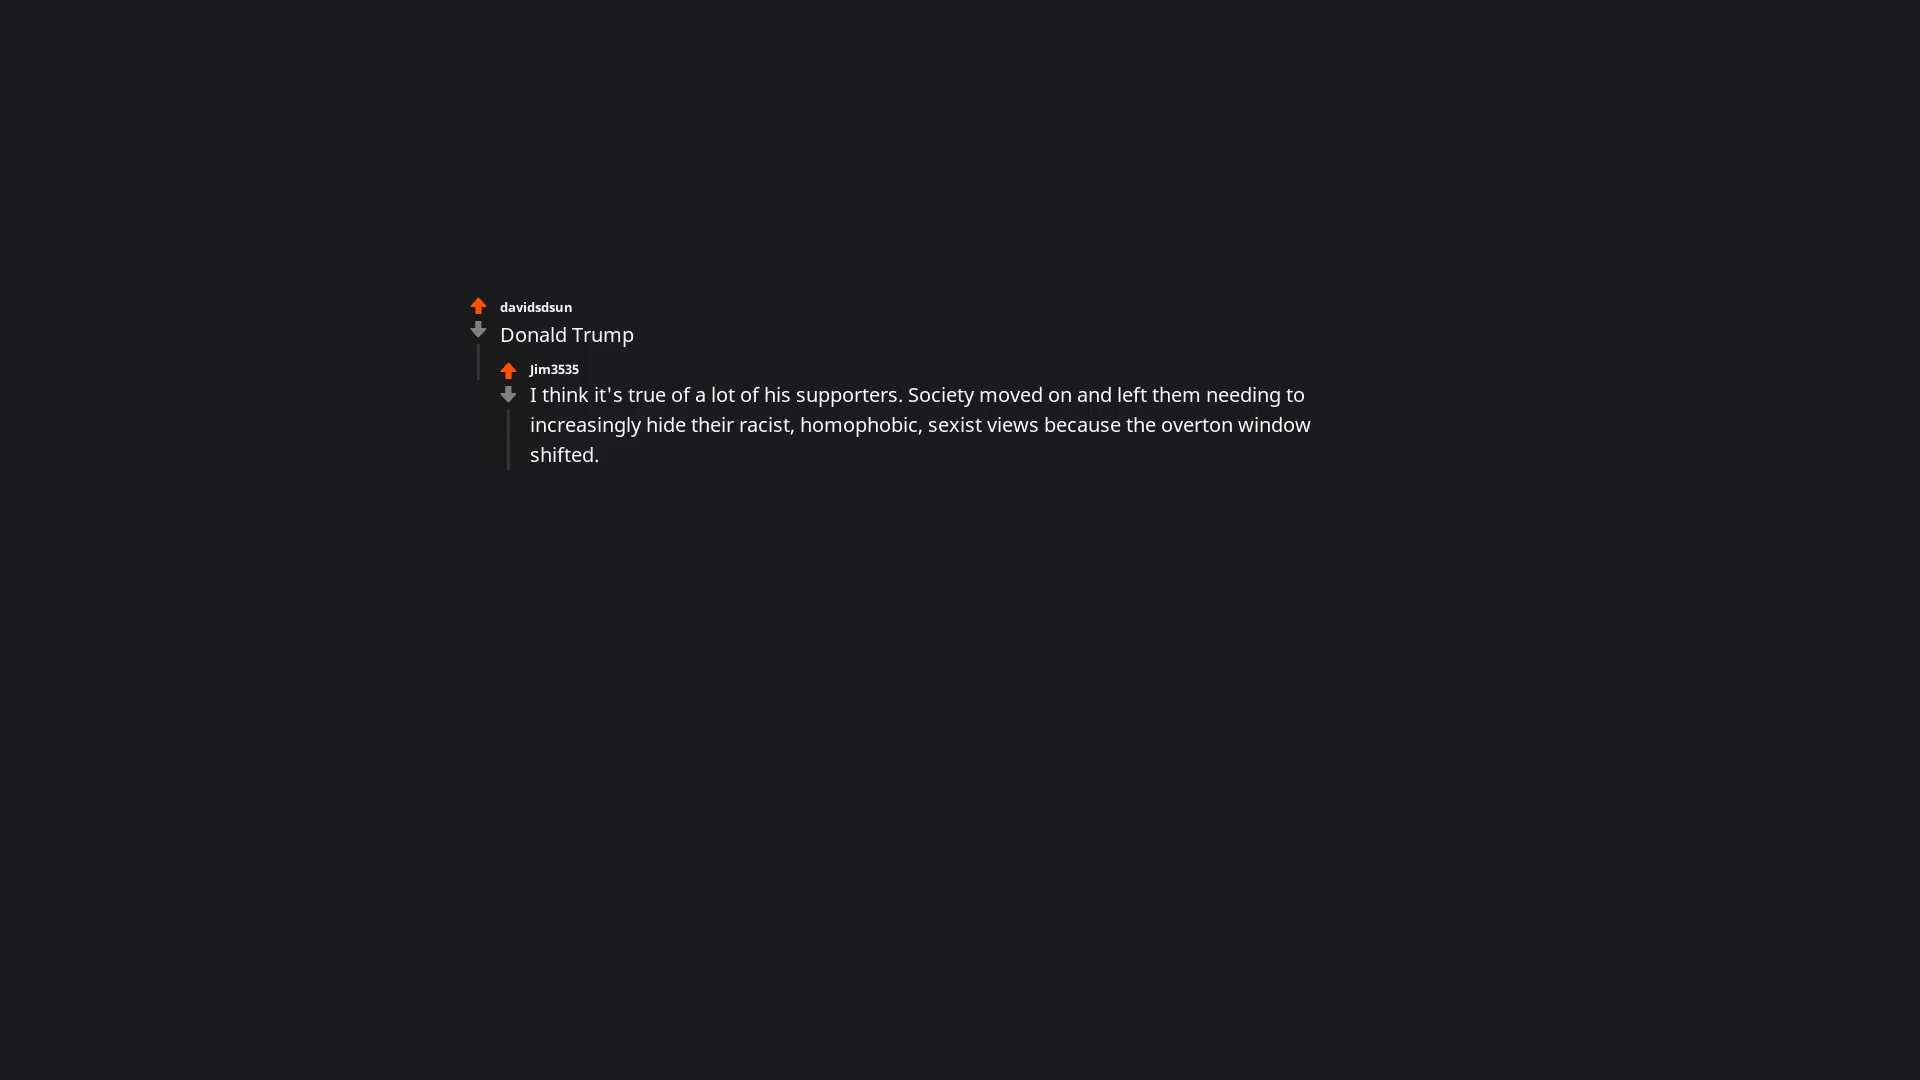 davidsdsun
Donald Trump
Jim3535
I think it's true of a lot of his supporters. Society moved on and left them needing to
increasingly hide their racist, homophobic, sexist views because the overton window
shifted.